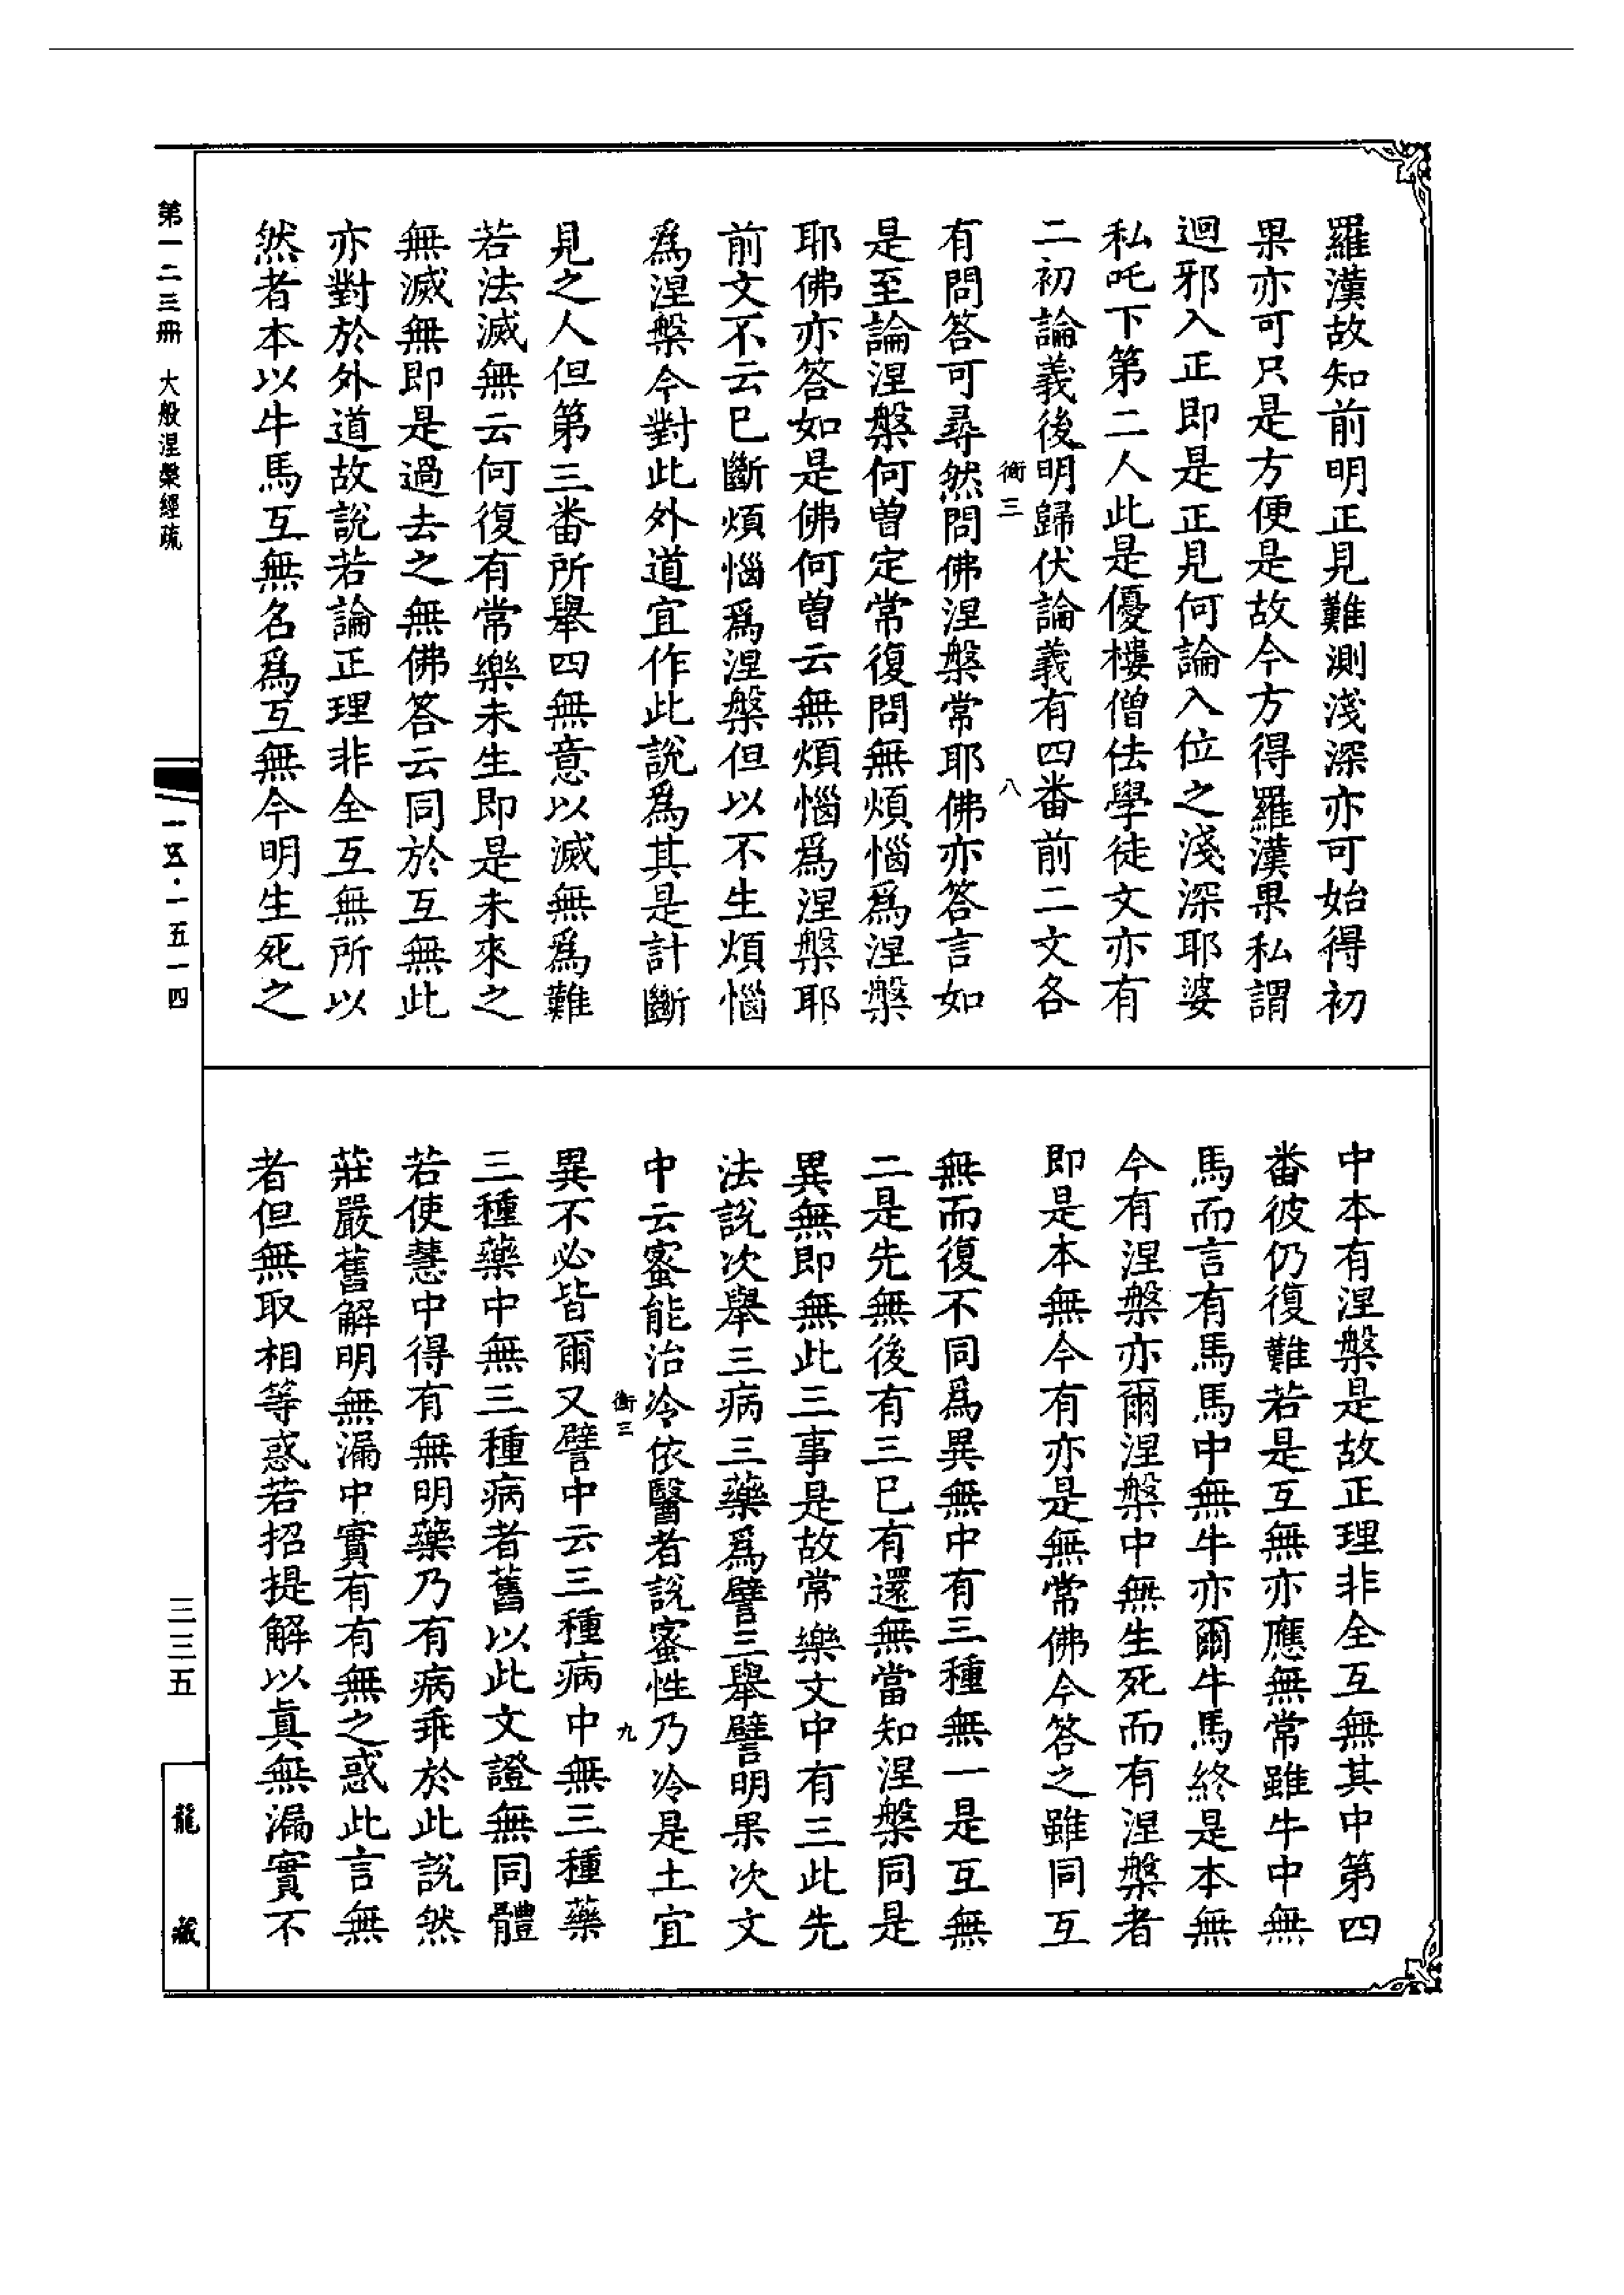 羅漢故知前明正見難測淺深亦可始得初
果亦可只是方便是故今方得羅漢果私謂
迴邪入正即是正見何論入位之淺深耶婆
私吒下第二人此是優樓僧佉學徒文亦有
二初論義後明歸伏論義有四番前二文各
衡三 八
有問答可尋然問佛涅槃常耶佛亦答言如
是至論涅槃何曾定常復問無煩惱爲涅槃
耶佛亦答如是佛何曾云無煩惱爲涅槃耶
前文不云巳斷煩惱爲涅槃但以不生煩惱
爲涅槃今對此外道宜作此說爲其是計斷
見之人但第三番所舉四無意以滅無爲難
若法滅無云何復有常樂未生即是未來之
無滅無即是過去之無佛答云同於互無此
亦對於外道故說若論正理非全互無所以
然者本以牛馬互無名爲互無今明生死之
中本有涅槃是故正理非全互無其中第四
番彼仍復難若是互無亦應無常雖牛中無
馬而言有馬馬中無牛亦爾牛馬終是本無
今有涅槃亦爾涅槃中無生死而有涅槃者
即是本無今有亦是無常佛今答之雖同互
無而復不同爲異無中有三種無一是互無
二是先無後有三巳有還無當知涅槃同是
異無即無此三事是故常樂文中有三此先
法說次舉三病三藥爲譬三舉譬明果次文
中云蜜能治冷依醫者說蜜性乃冷是土宜
衡三 九
異不必皆爾又譬中云三種病中無三種藥
三種藥中無三種病者舊以此文證無同體
若使慧中得有無明藥乃有病乖於此說然
莊嚴舊解明無漏中實有有無之惑此言無
者但無取相等惑若招提解以眞無漏實不
第一二三冊 大般涅槃經疏
一五·一五一四
三三五
龍藏